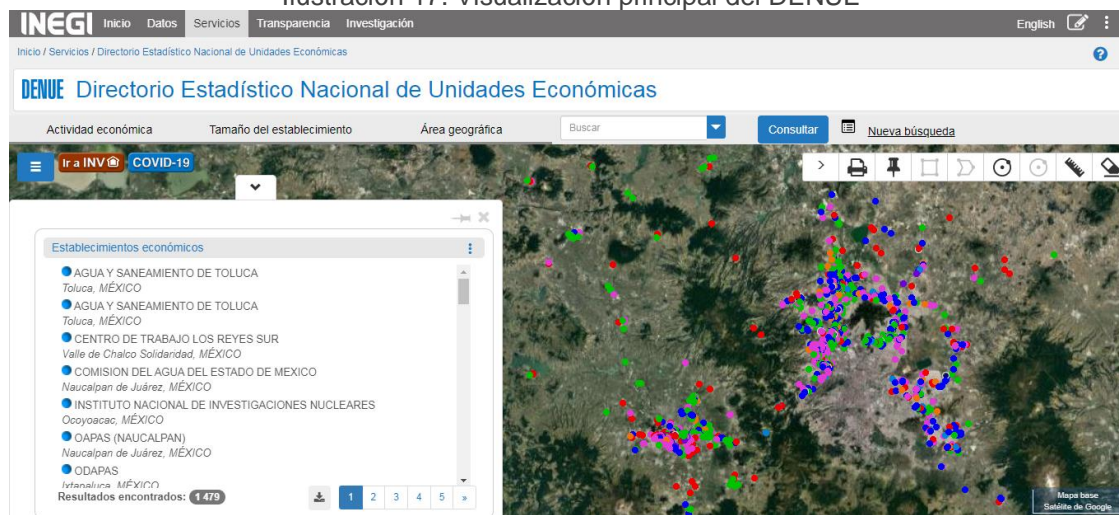 Ilustración 17. Visualización principal del DENUE
INEGI Inicio Datos Servicios Transparencia Investigación English
Inicio / Servicios / Directorio Estadístico Nacional de Unidades Económicas
DENUE Directorio Estadístico Nacional de Unidades Económicas
Actividad económica Tamaño del establecimiento Área geográfica Buscar Consultar Nueva búsqueda
Ir a INV COVID-19
Establecimientos económicos
AGUA Y SANEAMIENTO DE TOLUCA
Toluca, MÉXICO
AGUA Y SANEAMIENTO DE TOLUCA
Toluca, MÉXICO
CENTRO DE TRABAJO LOS REYES SUR
Valle de Chalco Solidaridad, MÉXICO
COMISION DEL AGUA DEL ESTADO DE MEXICO
Naucalpan de Juárez, MÉXICO
INSTITUTO NACIONAL DE INVESTIGACIONES NUCLEARES
Ocoyoacac, MÉXICO
OAPAS (NAUCALPAN)
Naucalpan de Juárez, MÉXICO
ODAPAS
Ixtapaluca, MÉXICO
Resultados encontrados: 1 479 1 2 3 4 5 »
Mapa base
Satélite de Google